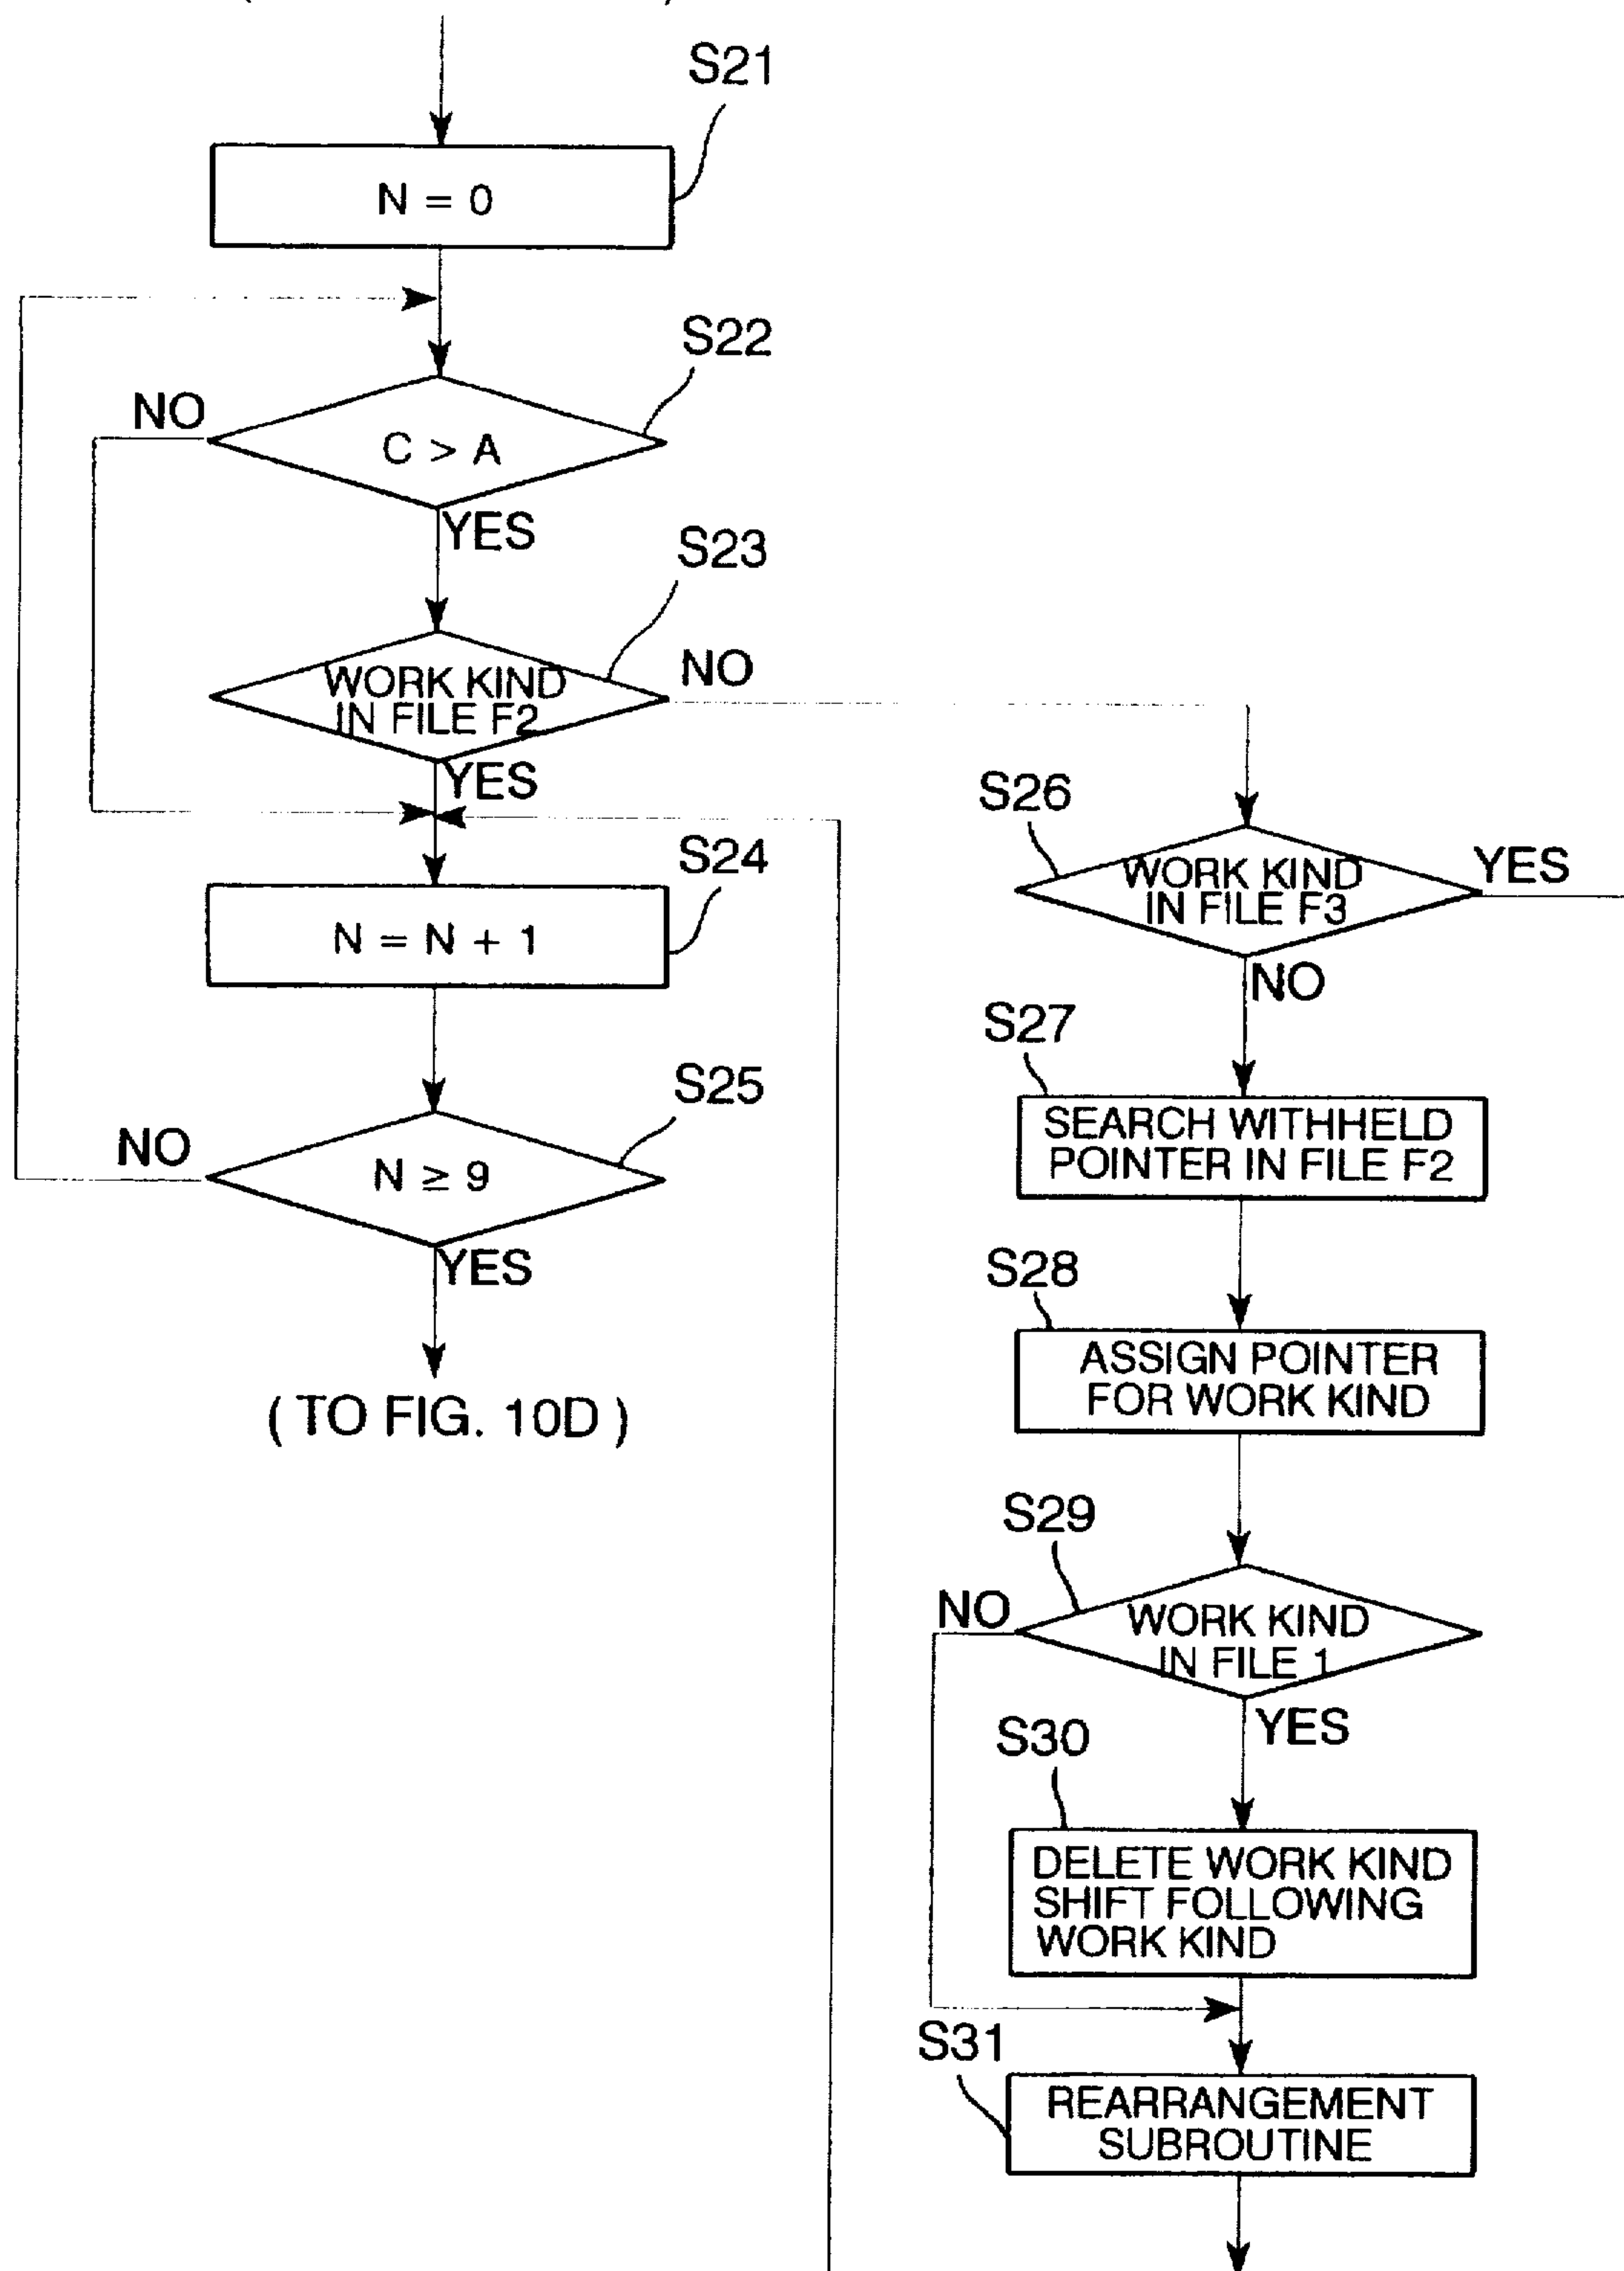 S21
N = 0
S22
NO
C > A
YES
S23
WORK KIND
IN FILE F2
NO
YES
S24
N = N + 1
S25
NO
N ≥ 9
YES
( TO FIG. 10D )
S26
WORK KIND
IN FILE F3
YES
NO
S27
SEARCH WITHHELD
POINTER IN FILE F2
S28
ASSIGN POINTER
FOR WORK KIND
S29
NO
WORK KIND
IN FILE 1
YES
S30
DELETE WORK KIND
SHIFT FOLLOWING
WORK KIND
S31
REARRANGEMENT
SUBROUTINE